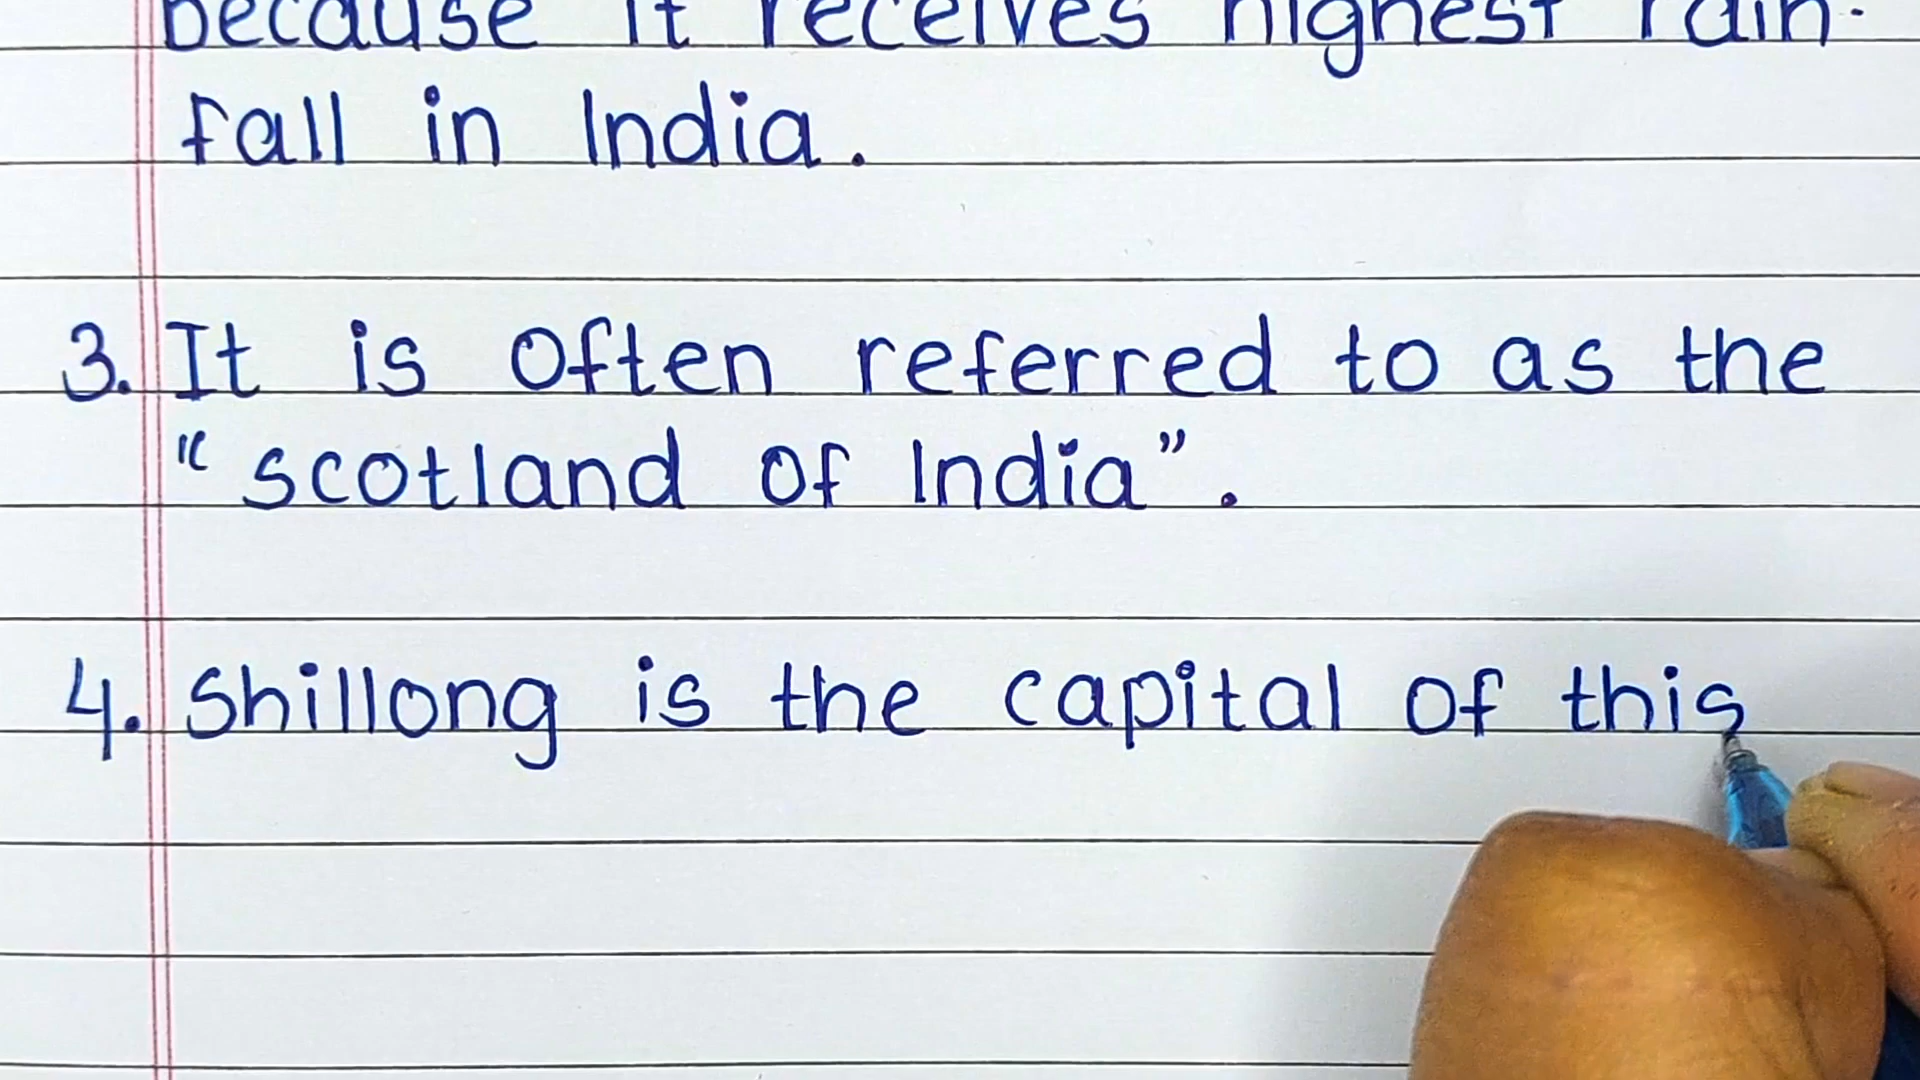 because it receives highest rain-
fall in India.
3. It is often referred to as the
"scotland of India".
4. Shillong is the capital of this